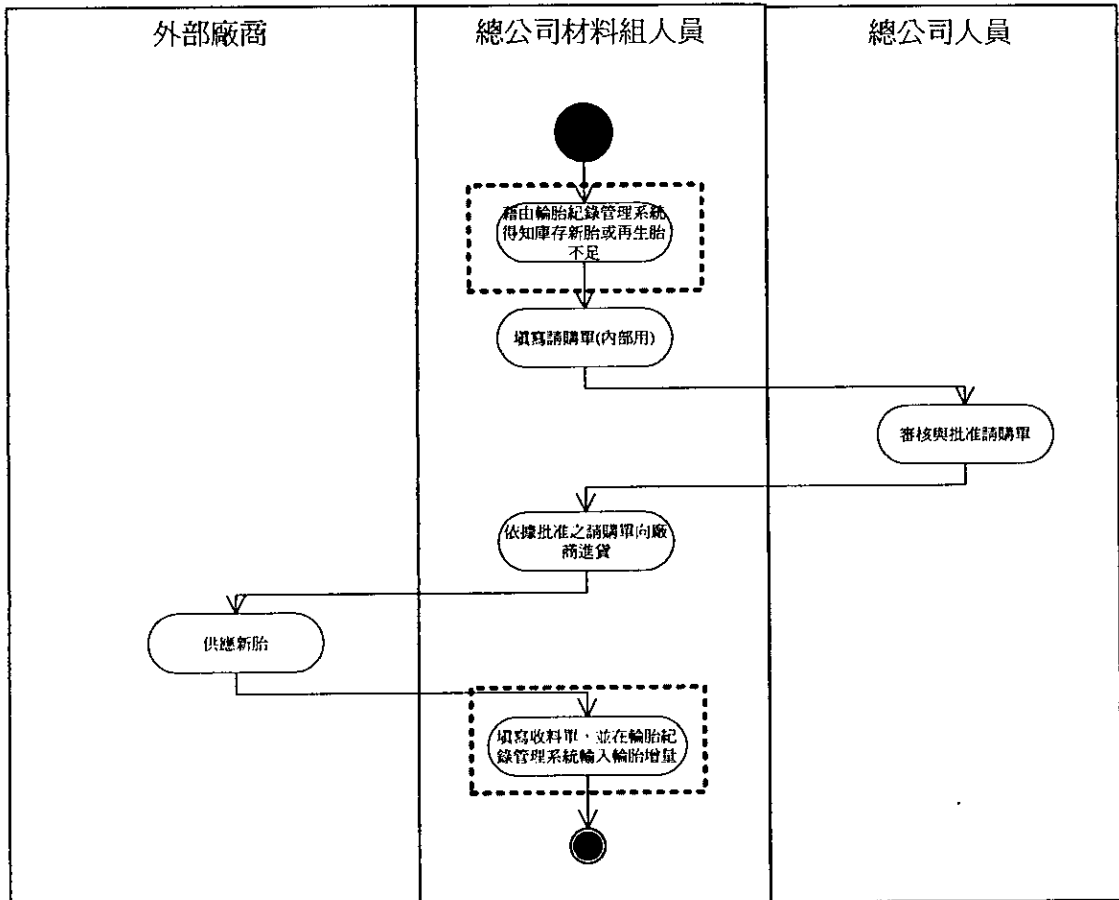 外部廠商
總公司材料組人員
總公司人員
藉由輪胎紀錄管理系統
得知庫存新胎或再生胎
不足
填寫請購單(內部用)
審核與批准請購單
依據批准之請購單向廠
商進貨
供應新胎
填寫收料單,並在輪胎紀
錄管理系統輸入輪胎增量